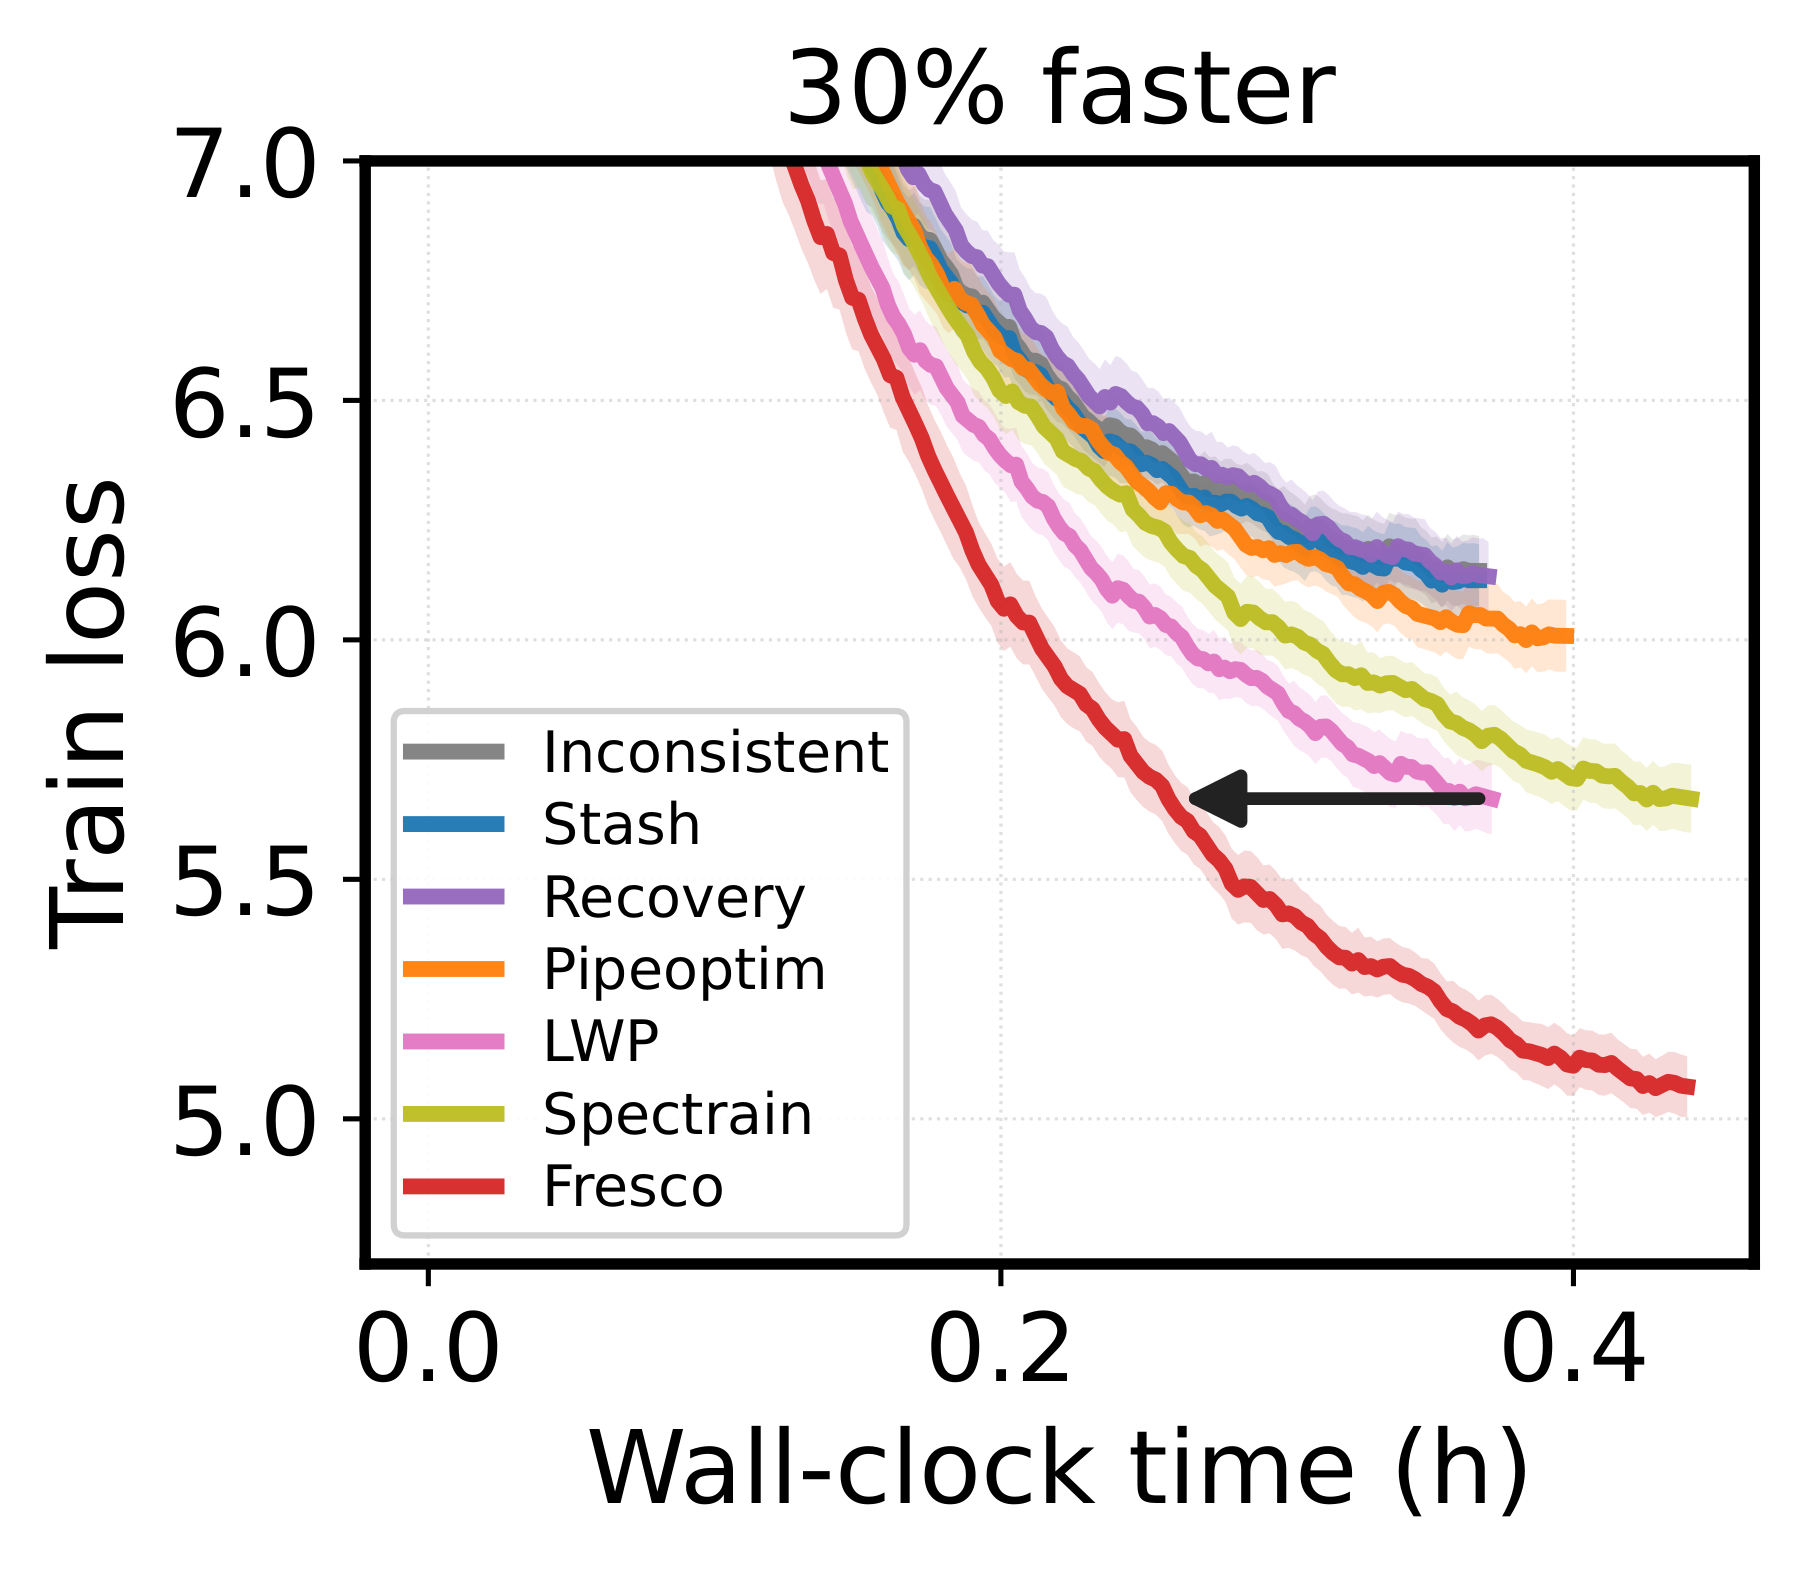 30% faster
7.0
6.5
6.0
5.5
5.0
Train loss
Inconsistent
Stash
Recovery
Pipeoptim
LWP
Spectrain
Fresco
0.0 0.2 0.4
Wall-clock time (h)